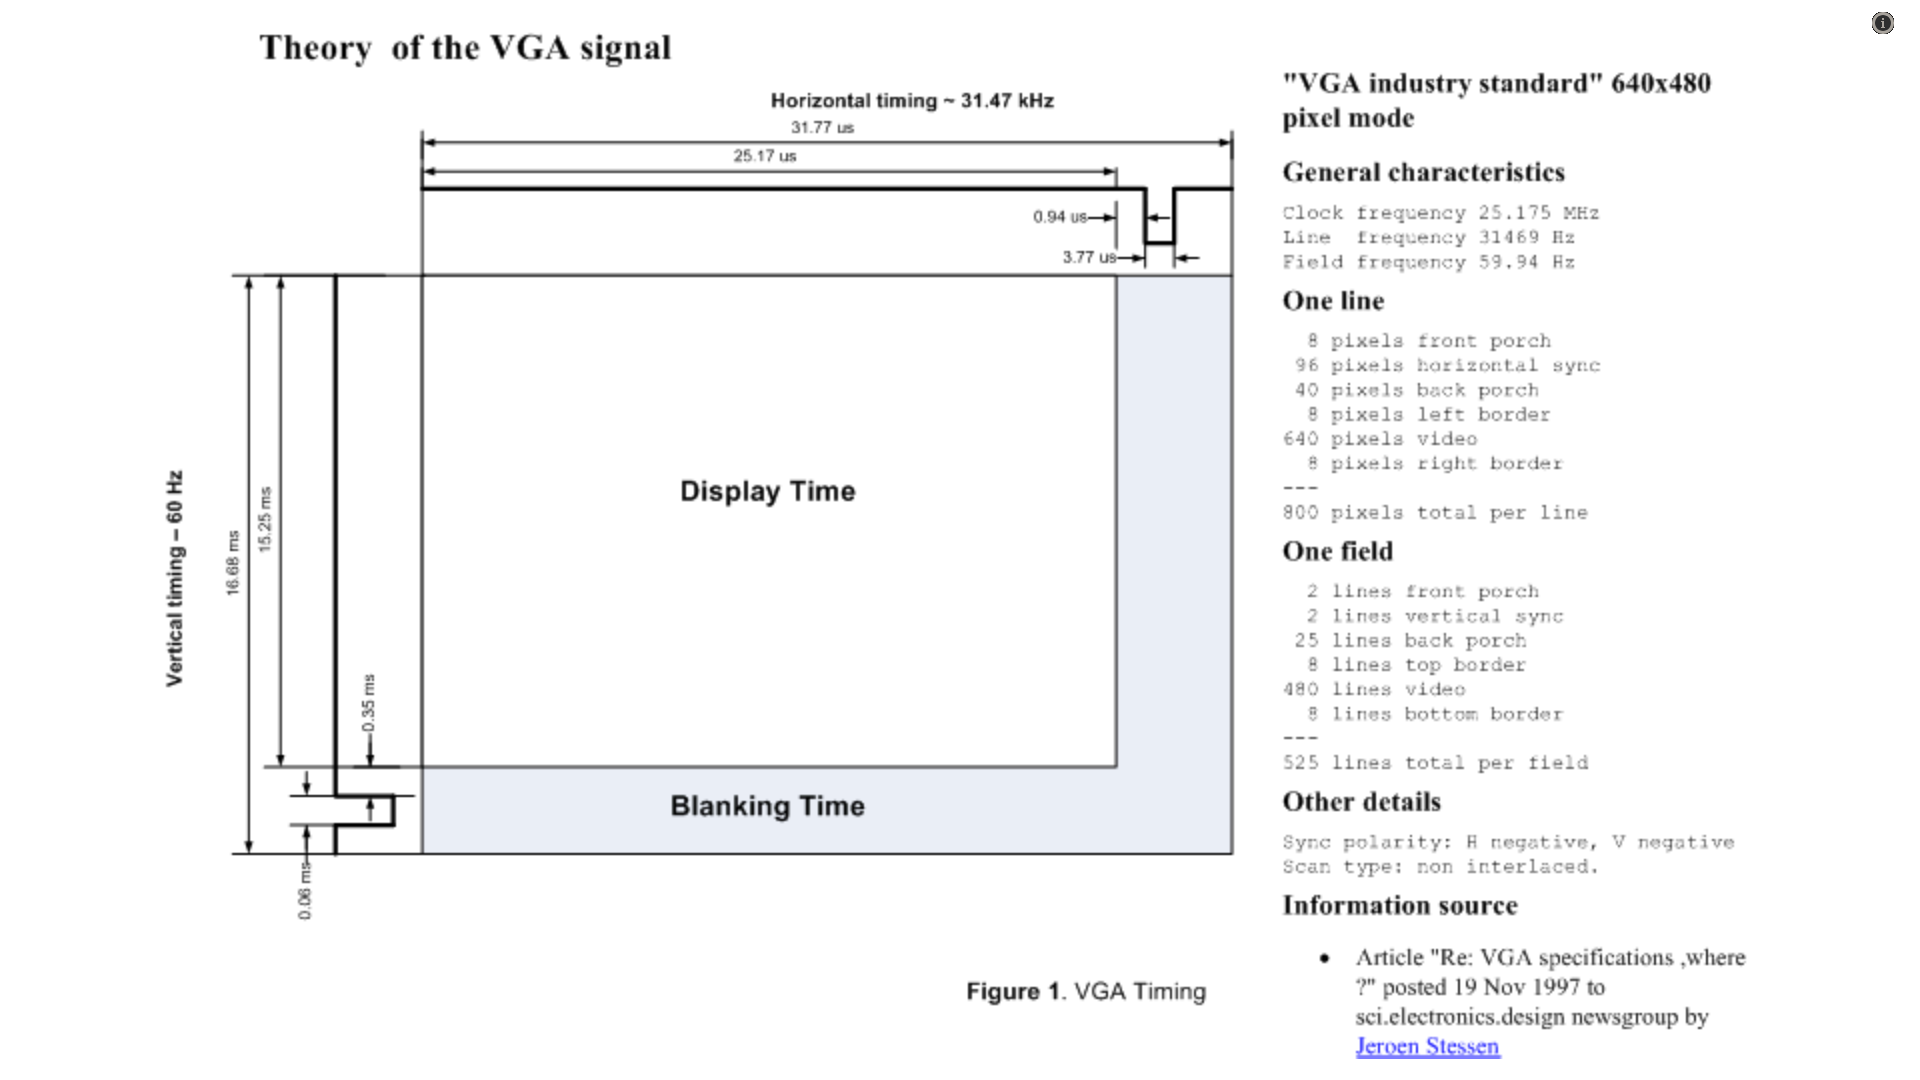 Theory  of the VGA signal
Horizontal timing ~ 31.47 kHz
31.77 us
25.17 us
0.94 us
3.77 us
Vertical timing – 60 Hz
16.68 ms
15.25 ms
0.35 ms
0.06 ms
Display Time
Blanking Time
Figure 1. VGA Timing
"VGA industry standard" 640x480
pixel mode
General characteristics
Clock frequency 25.175 MHz
Line  frequency 31469 Hz
Field frequency 59.94 Hz
One line
8 pixels front porch
96 pixels horizontal sync
40 pixels back porch
8 pixels left border
640 pixels video
8 pixels right border
---
800 pixels total per line
One field
2 lines front porch
2 lines vertical sync
25 lines back porch
8 lines top border
480 lines video
8 lines bottom border
---
525 lines total per field
Other details
Sync polarity: H negative, V negative
Scan type: non interlaced.
Information source
• Article "Re: VGA specifications ,where
?" posted 19 Nov 1997 to
sci.electronics.design newsgroup by
Jeroen Stessen